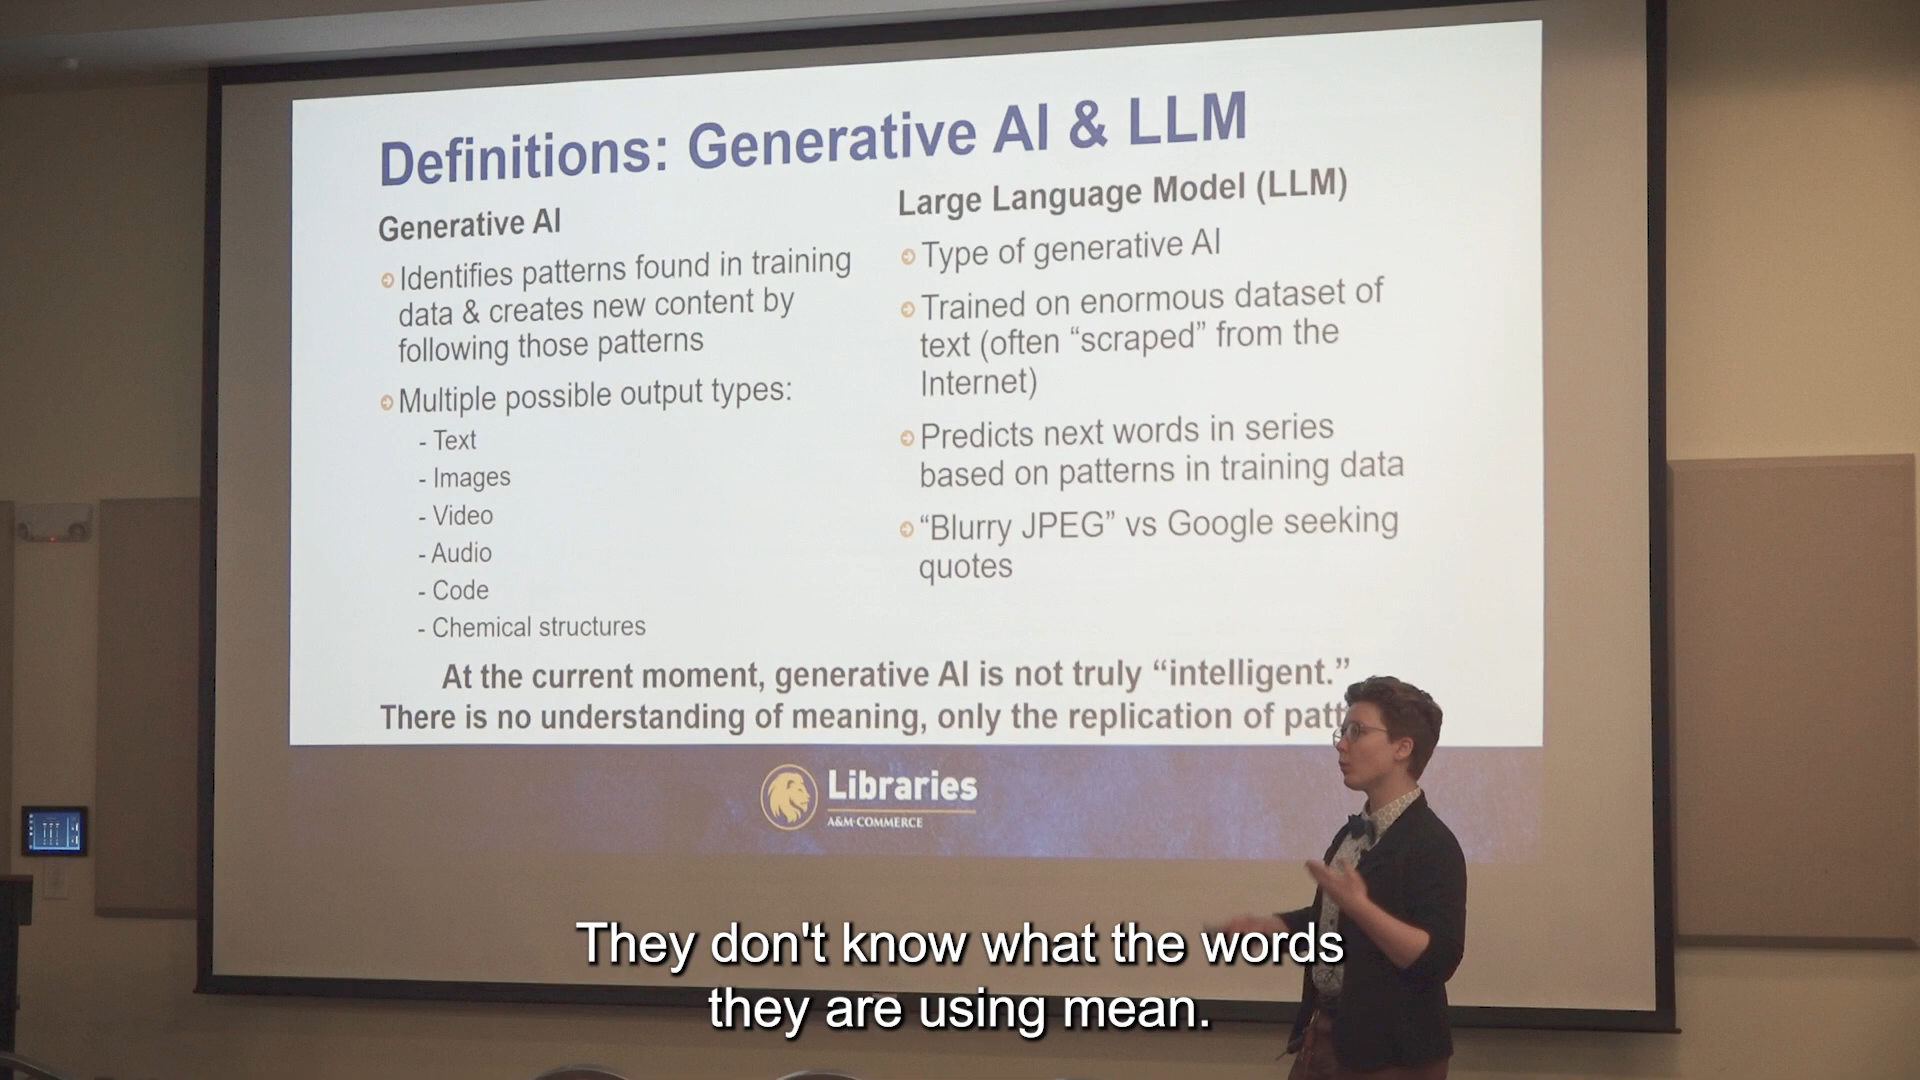 Definitions: Generative AI & LLM
Generative AI
Identifies patterns found in training
data & creates new content by
following those patterns
Multiple possible output types:
- Text
- Images
- Video
- Audio
- Code
- Chemical structures
Large Language Model (LLM)
Type of generative AI
Trained on enormous dataset of
text (often “scraped” from the
Internet)
Predicts next words in series
based on patterns in training data
“Blurry JPEG” vs Google seeking
quotes
At the current moment, generative AI is not truly “intelligent.”
There is no understanding of meaning, only the replication of patt
Libraries
A&M-COMMERCE
They don't know what the words
they are using mean.